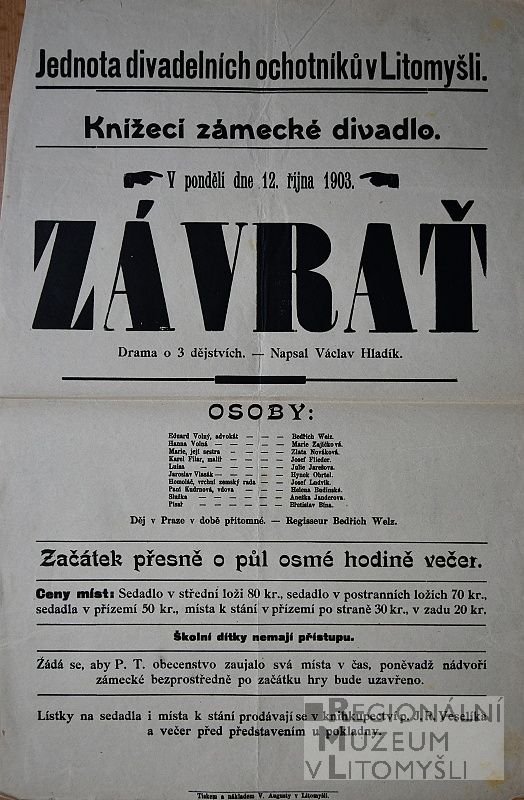 Jednota divadelních ochotníků v Litomyšli.
Knížecí zámecké divadlo.
V pondělí dne 12. října 1903.
ZÁVRAŤ
Drama o 3 dějstvích. — Napsal Václav Hladík.
OSOBY:
Eduard Volný, advokát — — — Bedřich Welz.
Hanna Volná — — — — Marie Zajíčková.
Marie, její sestra — — — — Zlata Nováková.
Karel Filar, malíř — — — — Josef Flieder.
Luisa — — — — — Julie Jarešova.
Jaroslav Vlasák — — — — Hynek Obrtel.
Homoláč, vrchní zemský rada — — Josef Ludvík.
Paní Kudrnová, vdova — — — Helena Budinská.
Služka — — — — — Anežka Janderova.
Písař — — — — — Břetislav Bína.
Děj v Praze v době přítomné. — Regisseur Bedřich Welz.
Začátek přesně o půl osmé hodině večer.
Ceny míst: Sedadlo v střední loži 80 kr., sedadlo v postranních ložích 70 kr.,
sedadla v přízemí 50 kr., místa k stání v přízemí po straně 30 kr., v zadu 20 kr.
Školní dítky nemají přístupu.
Žádá se, aby P. T. obecenstvo zaujalo svá místa v čas, poněvadž nádvoří
zámecké bezprostředně po začátku hry bude uzavřeno.
Lístky na sedadla i místa k stání prodávají se v knihkupectví p. J. R. Veselíka
a večer před představením u pokladny.
REGIONÁLNÍ
MUZEUM
V LITOMYŠLI
Tiskem a nákladem V. Augusty v Litomyšli.